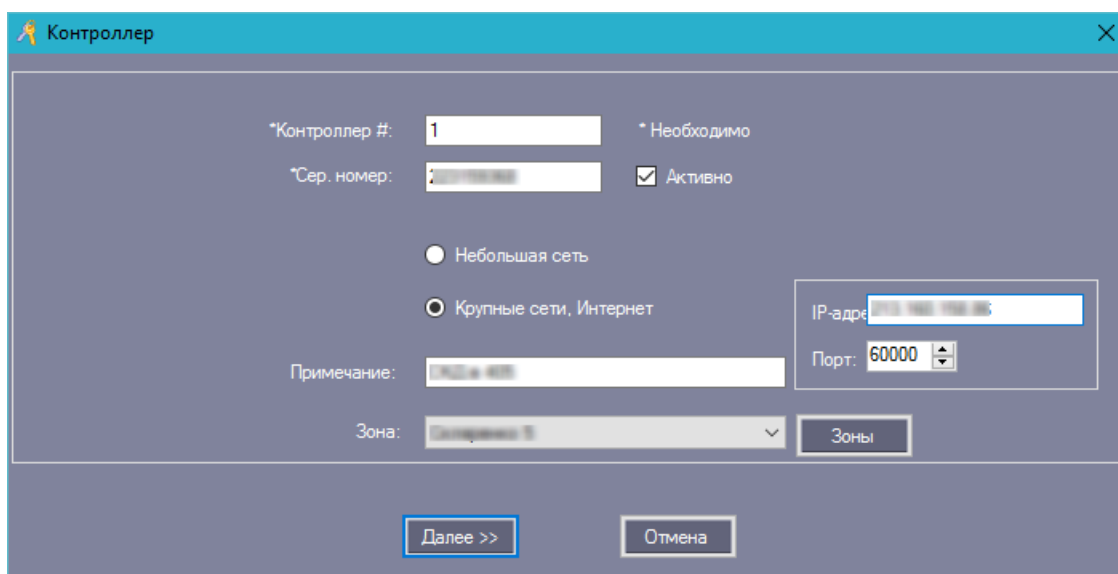 Контроллер
*Контроллер #: 1 * Необходимо
*Сер. номер: Активно
Небольшая сеть
Крупные сети, Интернет
IP-адре
Порт: 60000
Примечание:
Зона: Зоны
Далее >> Отмена